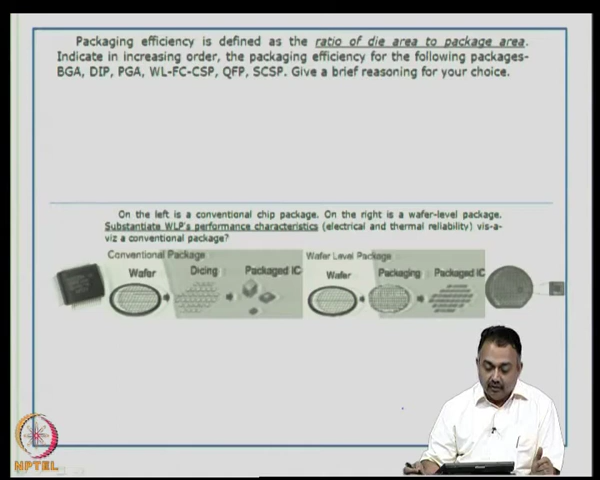 Packaging efficiency is defined as the ratio of die area to package area.
Indicate in increasing order, the packaging efficiency for the following packages-
BGA, DIP, PGA, WL-FC-CSP, QFP, SCSP. Give a brief reasoning for your choice.
On the left is a conventional chip package. On the right is a wafer-level package.
Substantiate WLP's performance characteristics (electrical and thermal reliability) vis-a-
viz a conventional package?
Conventional Package
Wafer Level Package
Wafer
Dicing
Packaged IC
Wafer
Packaging
Packaged IC
NPTEL